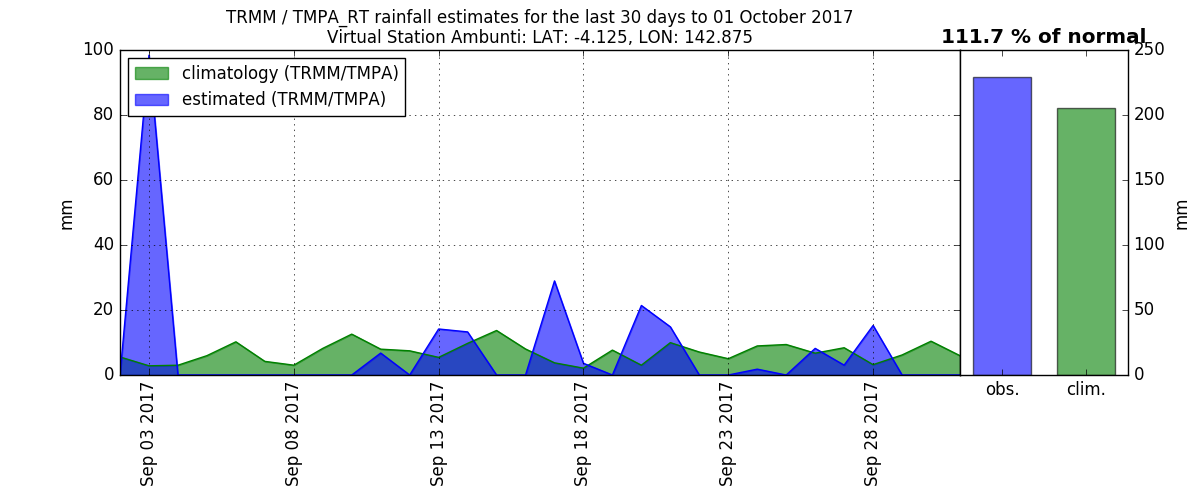 TRMM / TMPA_RT rainfall estimates for the last 30 days to 01 October 2017
Virtual Station Ambunti: LAT: -4.125, LON: 142.875
111.7 % of normal
climatology (TRMM/TMPA)
estimated (TRMM/TMPA)
100
80
60
40
20
0
mm
Sep 03 2017
Sep 08 2017
Sep 13 2017
Sep 18 2017
Sep 23 2017
Sep 28 2017
250
200
150
100
50
0
mm
obs.
clim.